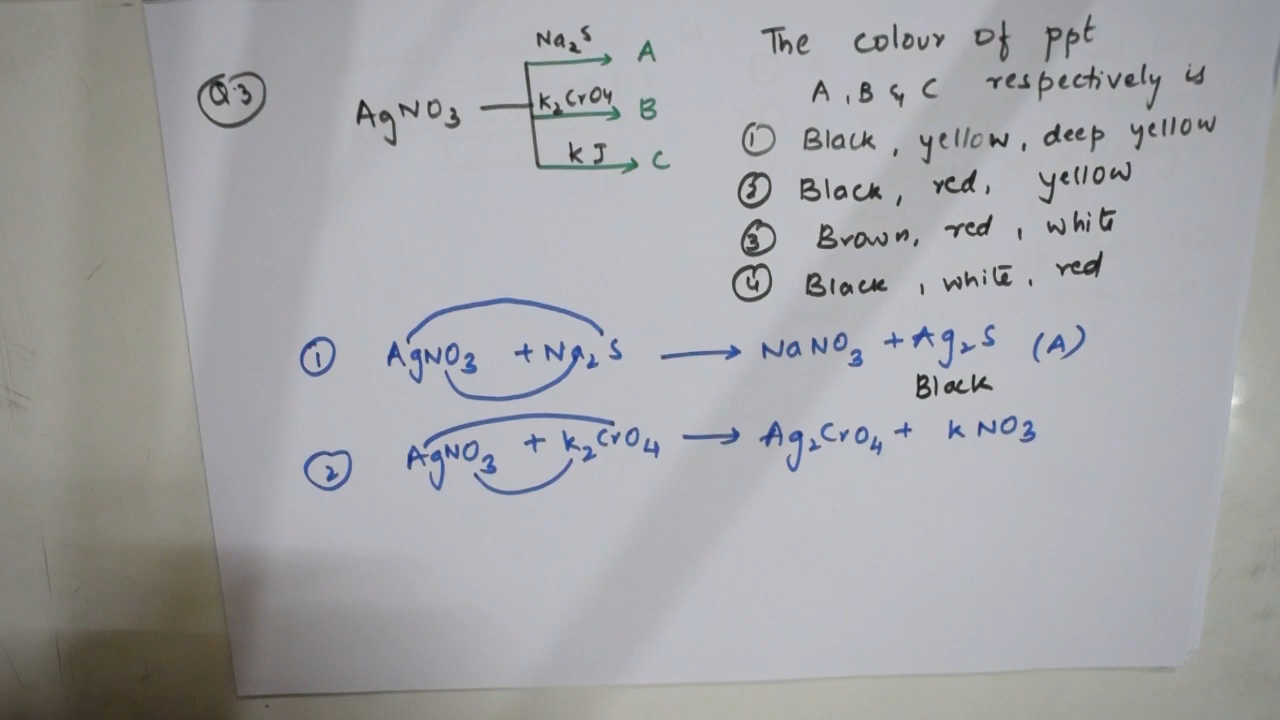 Q.3
AgNO3
Na2S A
K2CrO4 B
KI C
The colour of ppt
A, B & C respectively is
① Black, yellow, deep yellow
② Black, red, yellow
③ Brown, red, white
④ Black, white, red
① AgNO3 + Na2S → NaNO3 + Ag2S (A)
Black
② AgNO3 + K2CrO4 → Ag2CrO4 + KNO3